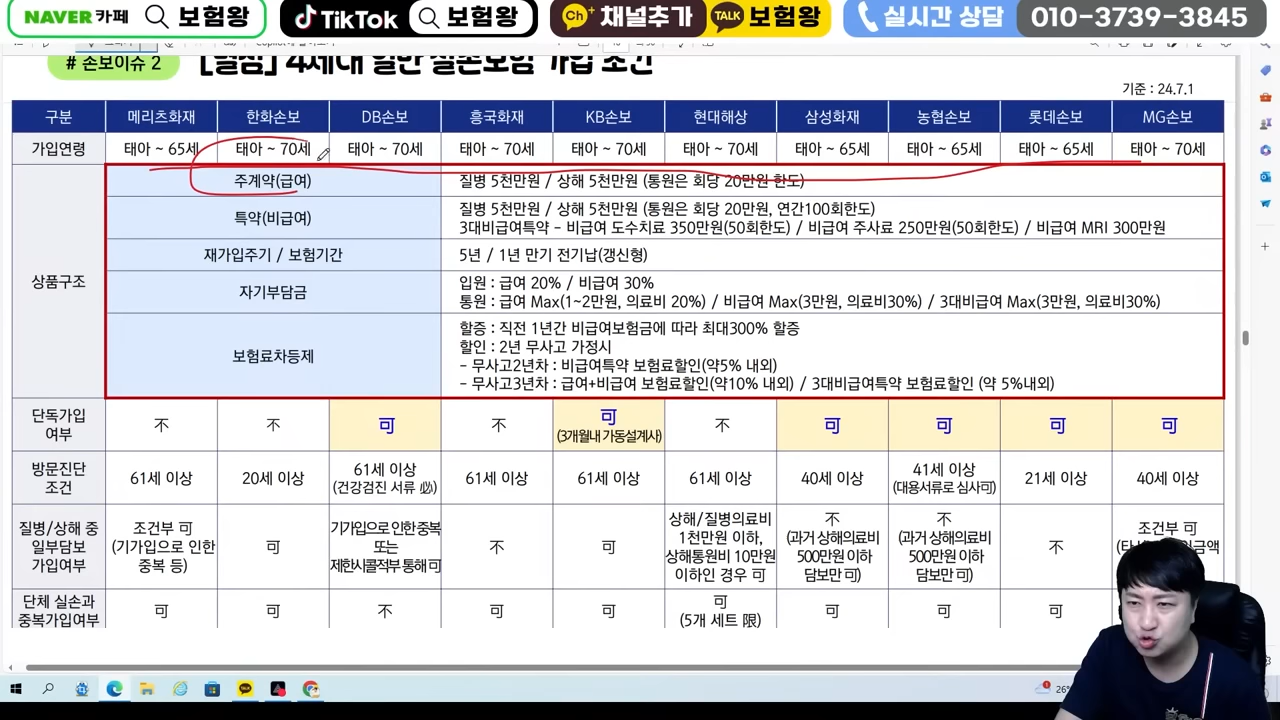 NAVER 카페 보험왕 TikTok 보험왕 Ch+ 채널추가 TALK 보험왕 실시간 상담 010-3739-3845
# 손보이슈 2 4세대 일반 실손보험 가입 조건
기준 : 24.7.1
구분 메리츠화재 한화손보 DB손보 흥국화재 KB손보 현대해상 삼성화재 농협손보 롯데손보 MG손보
가입연령 태아 ~ 65세 태아 ~ 70세 태아 ~ 70세 태아 ~ 70세 태아 ~ 70세 태아 ~ 70세 태아 ~ 65세 태아 ~ 65세 태아 ~ 65세 태아 ~ 70세
상품구조
주계약(급여) 질병 5천만원 / 상해 5천만원 (통원은 회당 20만원 한도)
특약(비급여)
질병 5천만원 / 상해 5천만원 (통원은 회당 20만원, 연간100회한도)
3대비급여특약 - 비급여 도수치료 350만원(50회한도) / 비급여 주사료 250만원(50회한도) / 비급여 MRI 300만원
재가입주기 / 보험기간 5년 / 1년 만기 전기납(갱신형)
자기부담금
입원 : 급여 20% / 비급여 30%
통원 : 급여 Max(1~2만원, 의료비 20%) / 비급여 Max(3만원, 의료비30%) / 3대비급여 Max(3만원, 의료비30%)
보험료차등제
할증 : 직전 1년간 비급여보험금에 따라 최대300% 할증
할인 : 2년 무사고 가정시
- 무사고2년차 : 비급여특약 보험료할인(약5% 내외)
- 무사고3년차 : 급여+비급여 보험료할인(약10% 내외) / 3대비급여특약 보험료할인 (약 5%내외)
단독가입
여부
不 不 可 不 可 不 可 可 可 可
(3개월내 가동설계사)
방문진단
조건
61세 이상 20세 이상 61세 이상 61세 이상 61세 이상 61세 이상 40세 이상 41세 이상 21세 이상 40세 이상
(건강검진 서류 必) (대용서류로 심사可)
질병/상해 중
일부담보
가입여부
조건부 可
(기가입으로 인한
중복 등)
可
기가입으로 인한 중복
또는
제한시콜적부 통해 可
不
可
상해/질병의료비
1천만원 이하,
상해통원비 10만원
이하인 경우 可
不
(과거 상해의료비
500만원 이하
담보만 可)
不
(과거 상해의료비
500만원 이하
담보만 可)
不
조건부 可
단체 실손과
중복가입여부
可 可 不 可 可 可 可 可 可
(5개 세트 限)
26°